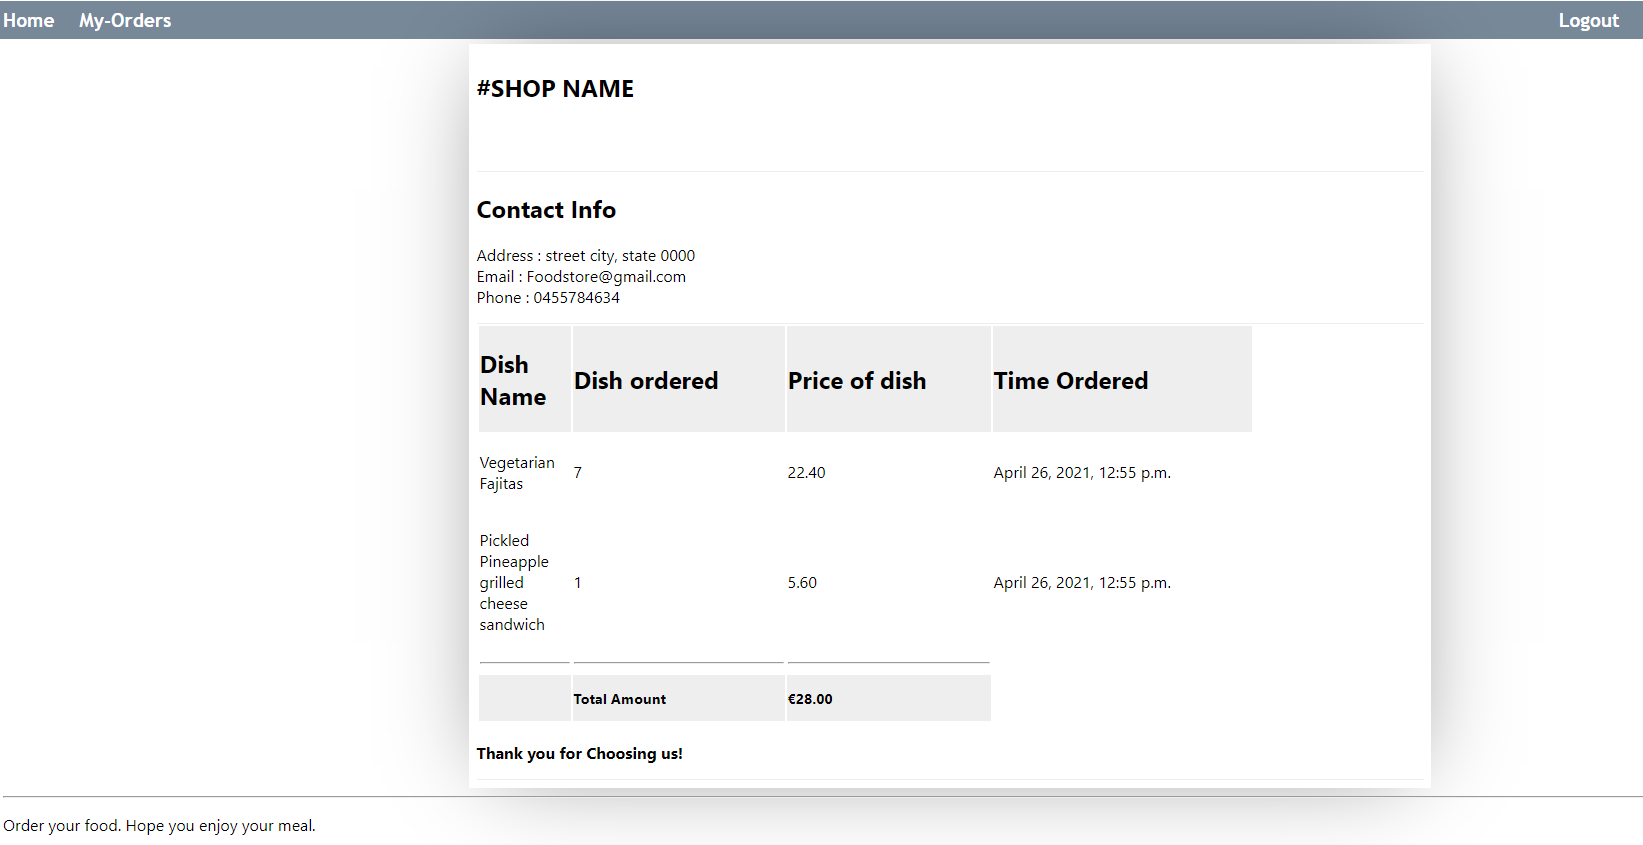 Home My-Orders Logout
#SHOP NAME
Contact Info
Address : street city, state 0000
Email : Foodstore@gmail.com
Phone : 0455784634
Dish
Name
Dish ordered
Price of dish
Time Ordered
Vegetarian
Fajitas
7
22.40
April 26, 2021, 12:55 p.m.
Pickled
Pineapple
grilled
cheese
sandwich
1
5.60
April 26, 2021, 12:55 p.m.
Total Amount €28.00
Thank you for Choosing us!
Order your food. Hope you enjoy your meal.